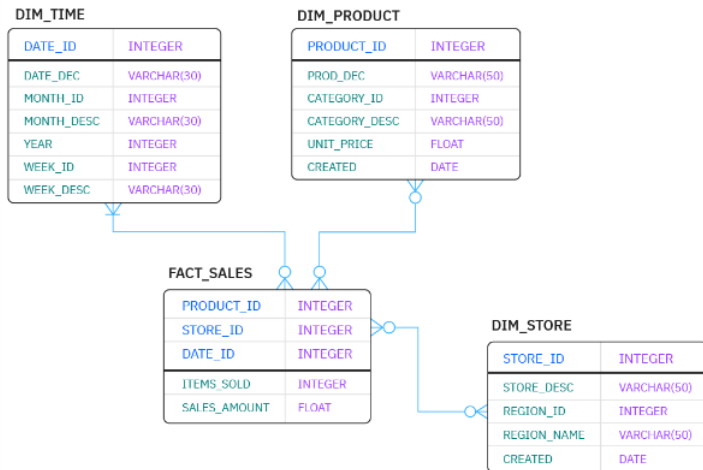 DIM_TIME
DATE_ID INTEGER
DATE_DEC VARCHAR(30)
MONTH_ID INTEGER
MONTH_DESC VARCHAR(30)
YEAR INTEGER
WEEK_ID INTEGER
WEEK_DESC VARCHAR(30)
DIM_PRODUCT
PRODUCT_ID INTEGER
PROD_DEC VARCHAR(50)
CATEGORY_ID INTEGER
CATEGORY_DESC VARCHAR(50)
UNIT_PRICE FLOAT
CREATED DATE
FACT_SALES
PRODUCT_ID INTEGER
STORE_ID INTEGER
DATE_ID INTEGER
ITEMS_SOLD INTEGER
SALES_AMOUNT FLOAT
DIM_STORE
STORE_ID INTEGER
STORE_DESC VARCHAR(50)
REGION_ID INTEGER
REGION_NAME VARCHAR(50)
CREATED DATE